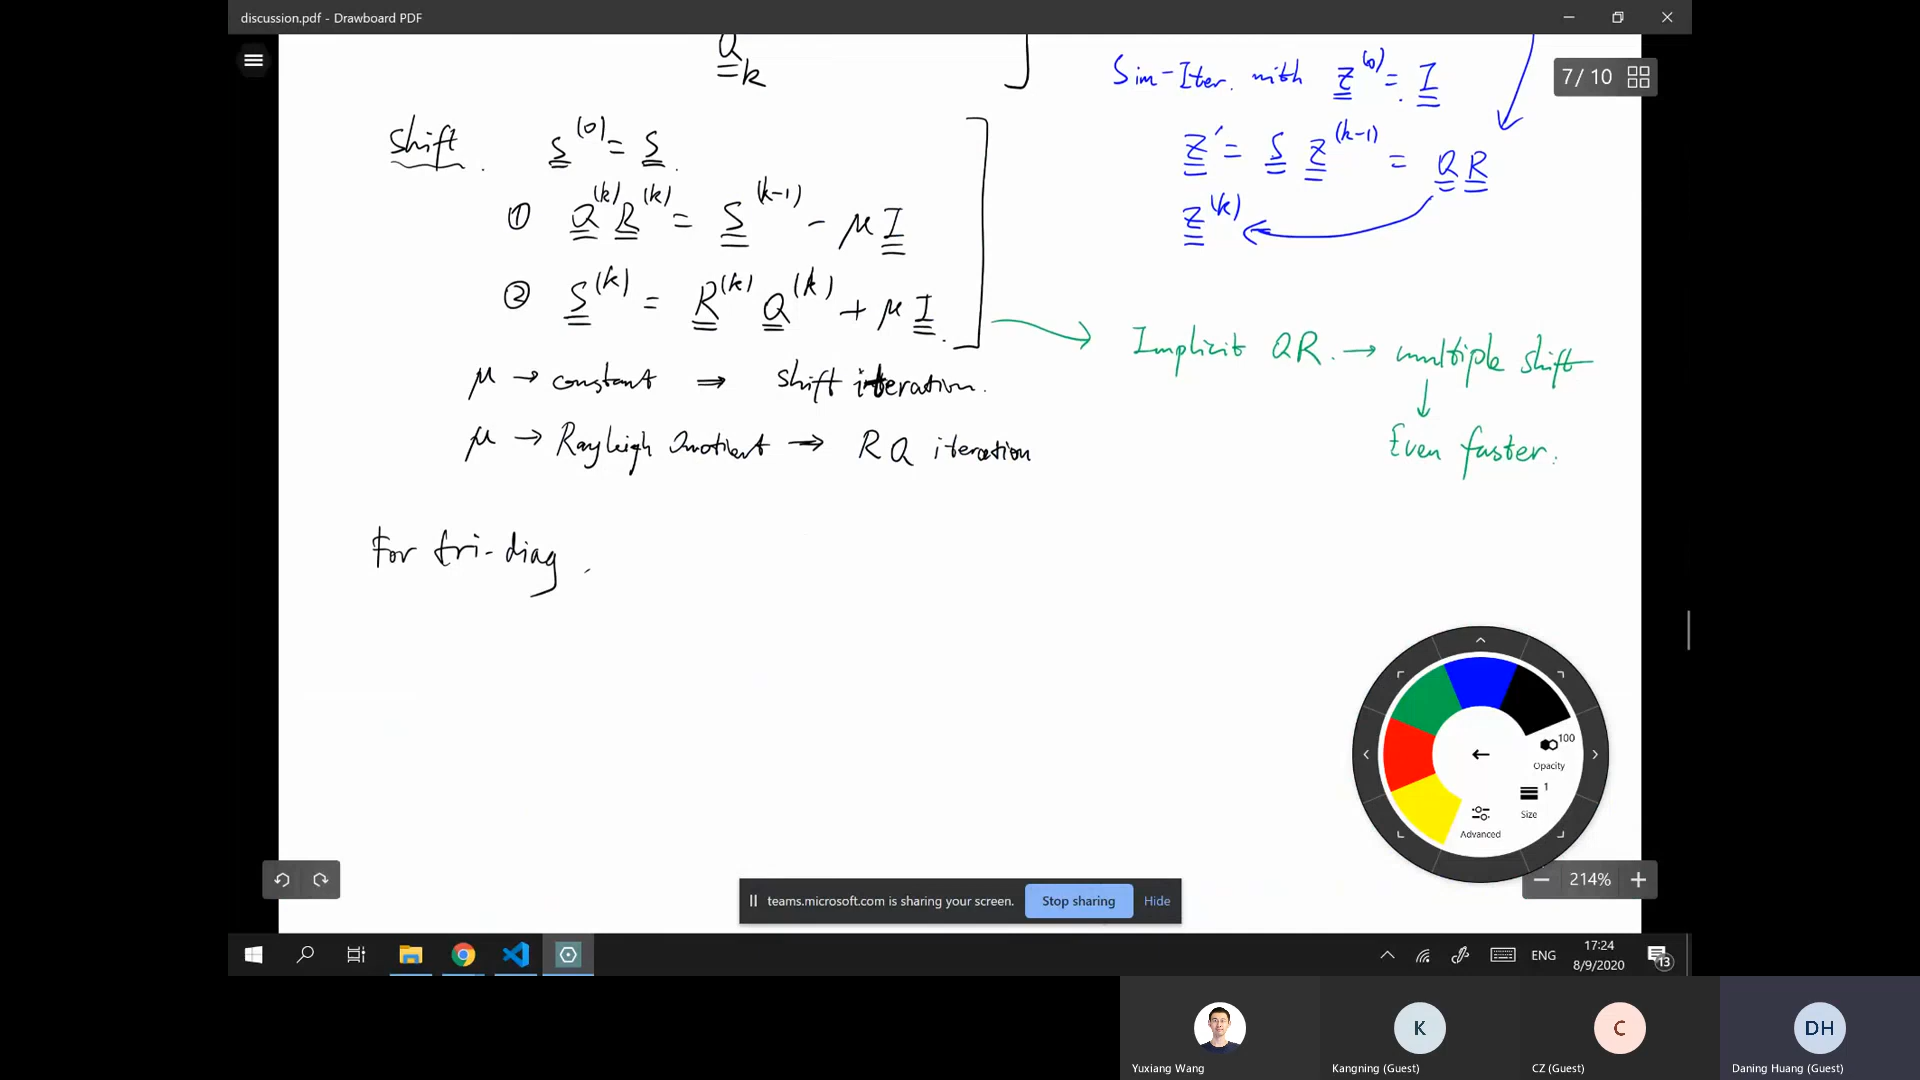 discussion.pdf - Drawboard PDF
7 / 10
Q_k
Shift. S^(0) = S.
① Q^(k) R^(k) = S^(k-1) - μ I
② S^(k) = R^(k) Q^(k) + μ I.
μ → constant ⇒ shift iteration.
μ → Rayleigh Quotient → RQ iteration
For tri-diag.
Sim-Iter. with Z^(0) = I
Z' = S Z^(k-1) = Q R
Z^(k)
Implicit QR. → multiple shift
↓
Even faster.
100
Opacity
1
Size
Advanced
214%
teams.microsoft.com is sharing your screen. Stop sharing Hide
ENG
17:24
8/9/2020
13
K
C
DH
Yuxiang Wang
Kangning (Guest)
CZ (Guest)
Daning Huang (Guest)